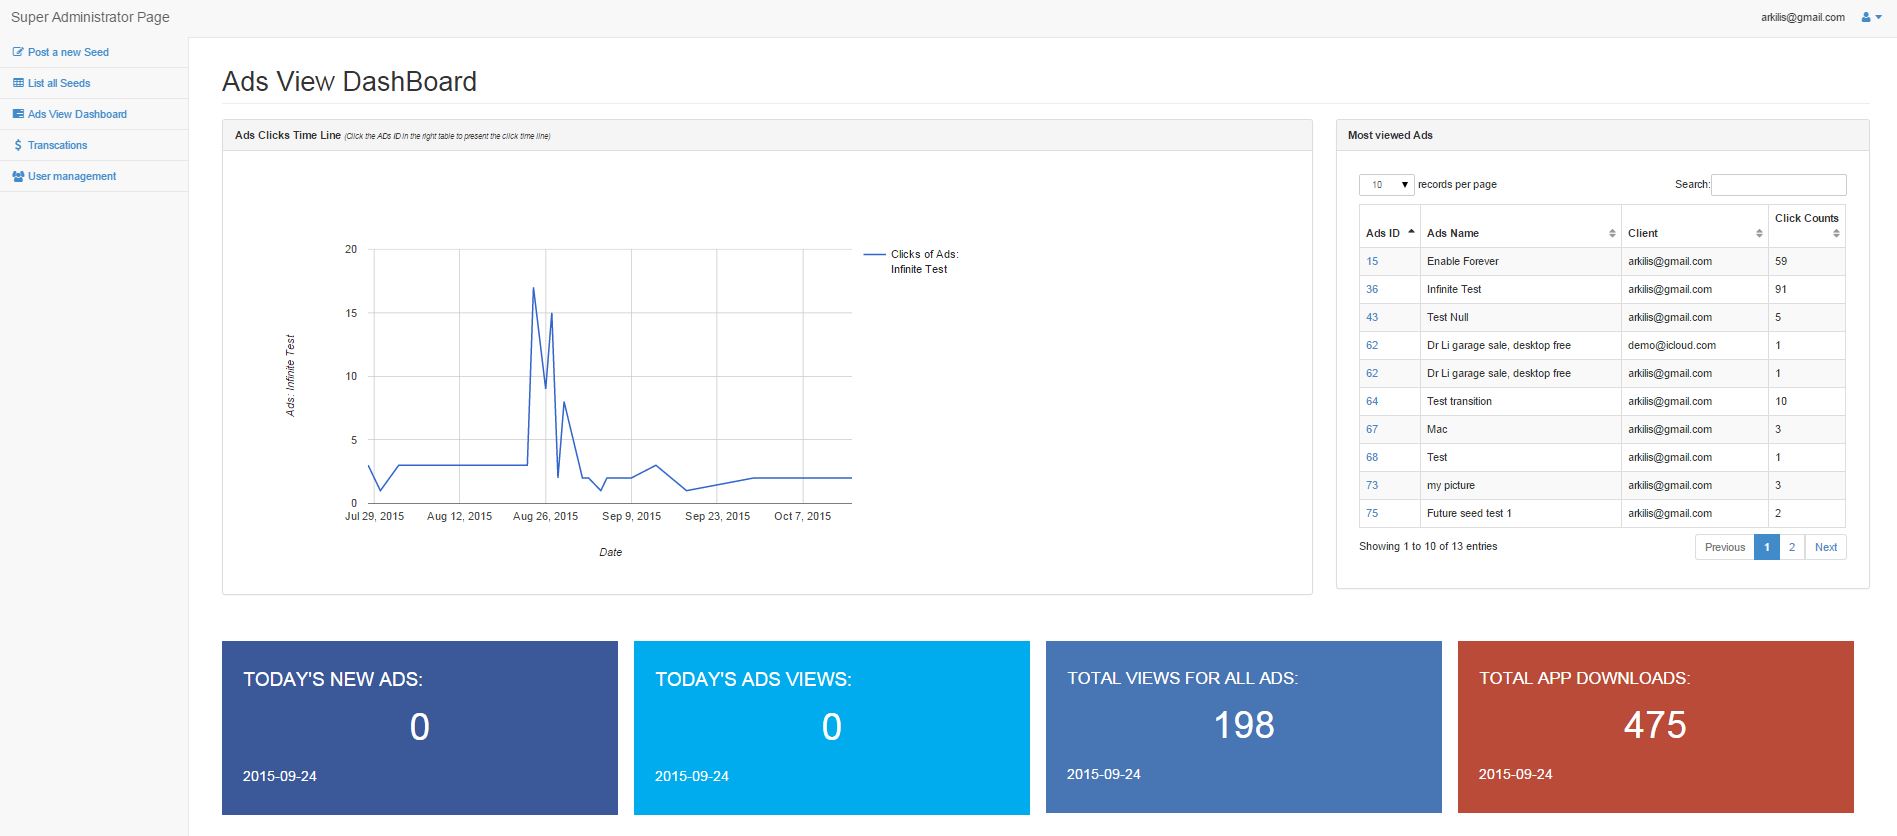 Super Administrator Page
arkilis@gmail.com
Post a new Seed
List all Seeds
Ads View Dashboard
Transcations
User management
Ads View DashBoard
Ads Clicks Time Line (Click the ADs ID in the right table to present the click time line)
20
15
10
5
0
Ads: Infinite Test
Jul 29, 2015 Aug 12, 2015 Aug 26, 2015 Sep 9, 2015 Sep 23, 2015 Oct 7, 2015
Date
Clicks of Ads:
Infinite Test
Most viewed Ads
10 records per page Search:
Ads ID Ads Name Client Click Counts
15 Enable Forever arkilis@gmail.com 59
36 Infinite Test arkilis@gmail.com 91
43 Test Null arkilis@gmail.com 5
62 Dr Li garage sale, desktop free demo@icloud.com 1
62 Dr Li garage sale, desktop free arkilis@gmail.com 1
64 Test transition arkilis@gmail.com 10
67 Mac arkilis@gmail.com 3
68 Test arkilis@gmail.com 1
73 my picture arkilis@gmail.com 3
75 Future seed test 1 arkilis@gmail.com 2
Showing 1 to 10 of 13 entries Previous 1 2 Next
TODAY'S NEW ADS:
0
2015-09-24
TODAY'S ADS VIEWS:
0
2015-09-24
TOTAL VIEWS FOR ALL ADS:
198
2015-09-24
TOTAL APP DOWNLOADS:
475
2015-09-24